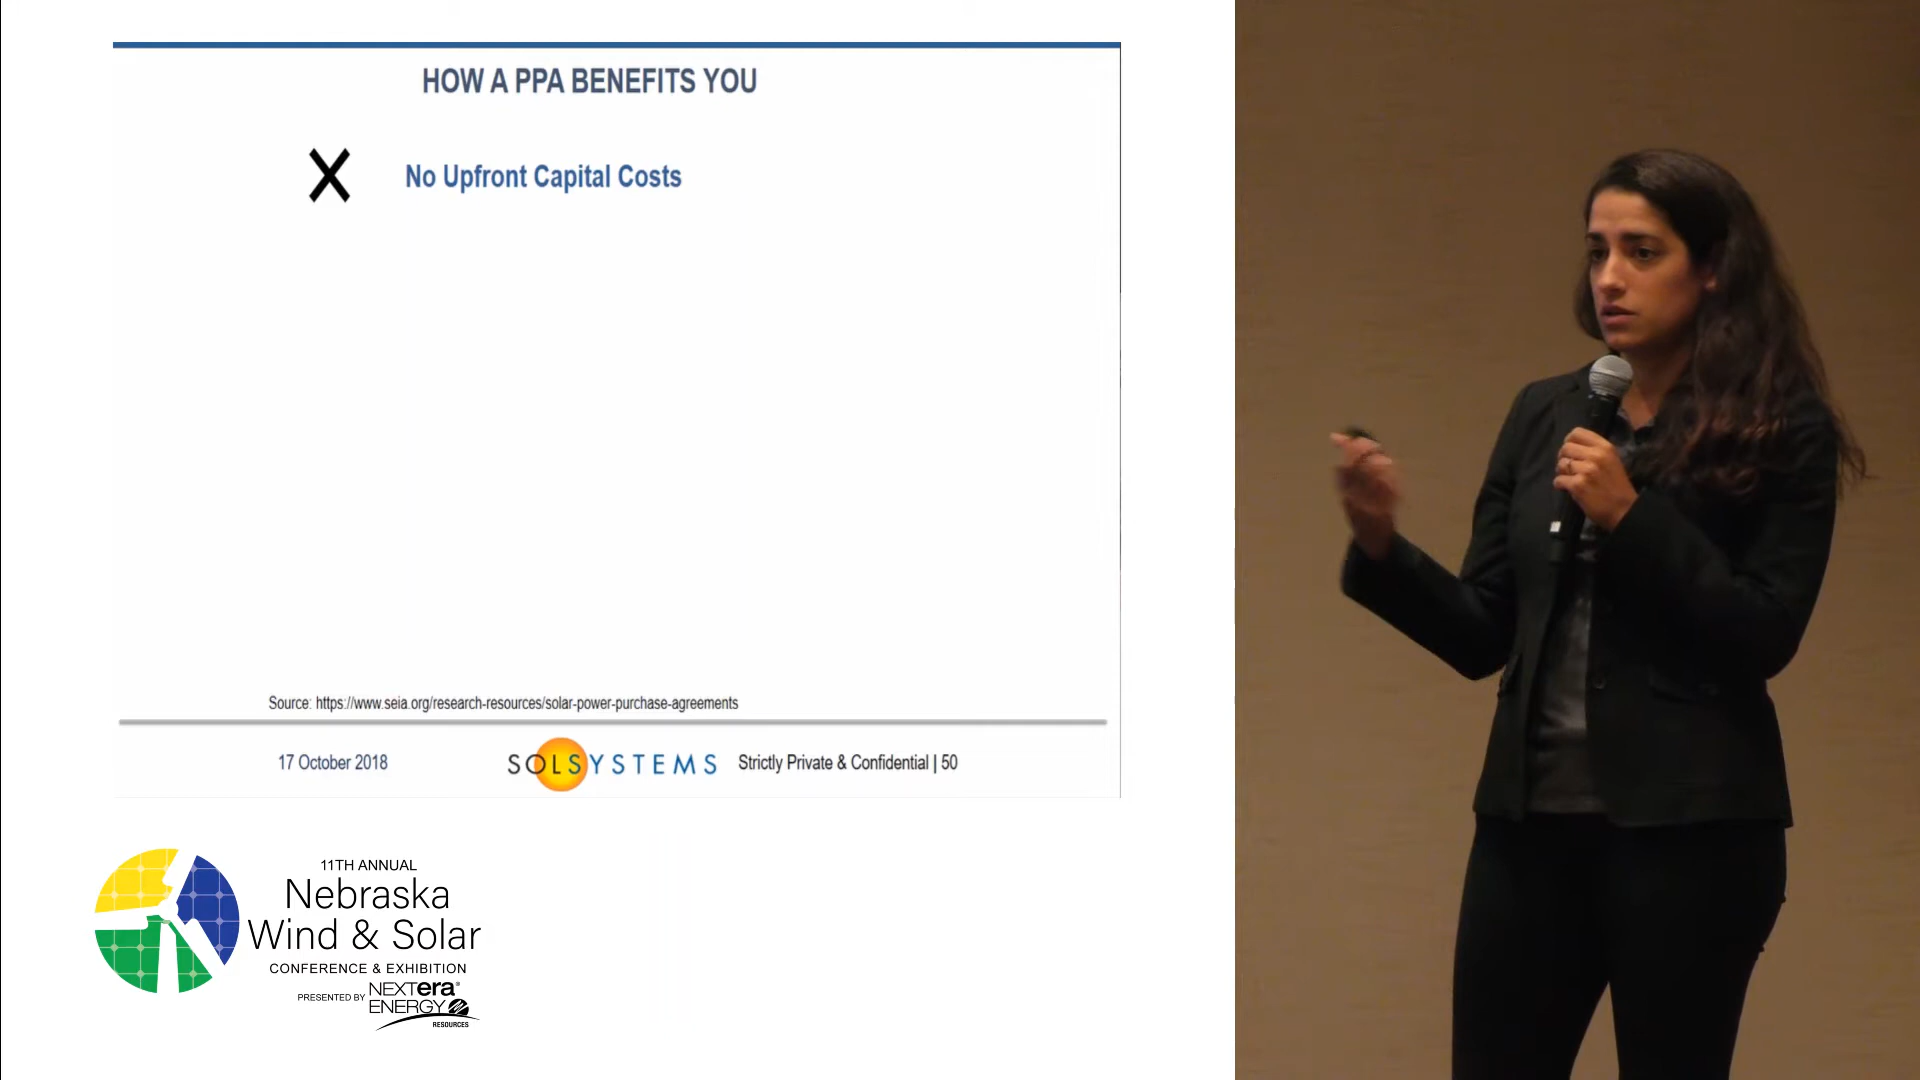 HOW A PPA BENEFITS YOU
X No Upfront Capital Costs
Source: https://www.seia.org/research-resources/solar-power-purchase-agreements
17 October 2018 SOLSYSTEMS Strictly Private & Confidential | 50
11TH ANNUAL
Nebraska
Wind & Solar
CONFERENCE & EXHIBITION
PRESENTED BY NEXTera®
ENERGY
RESOURCES